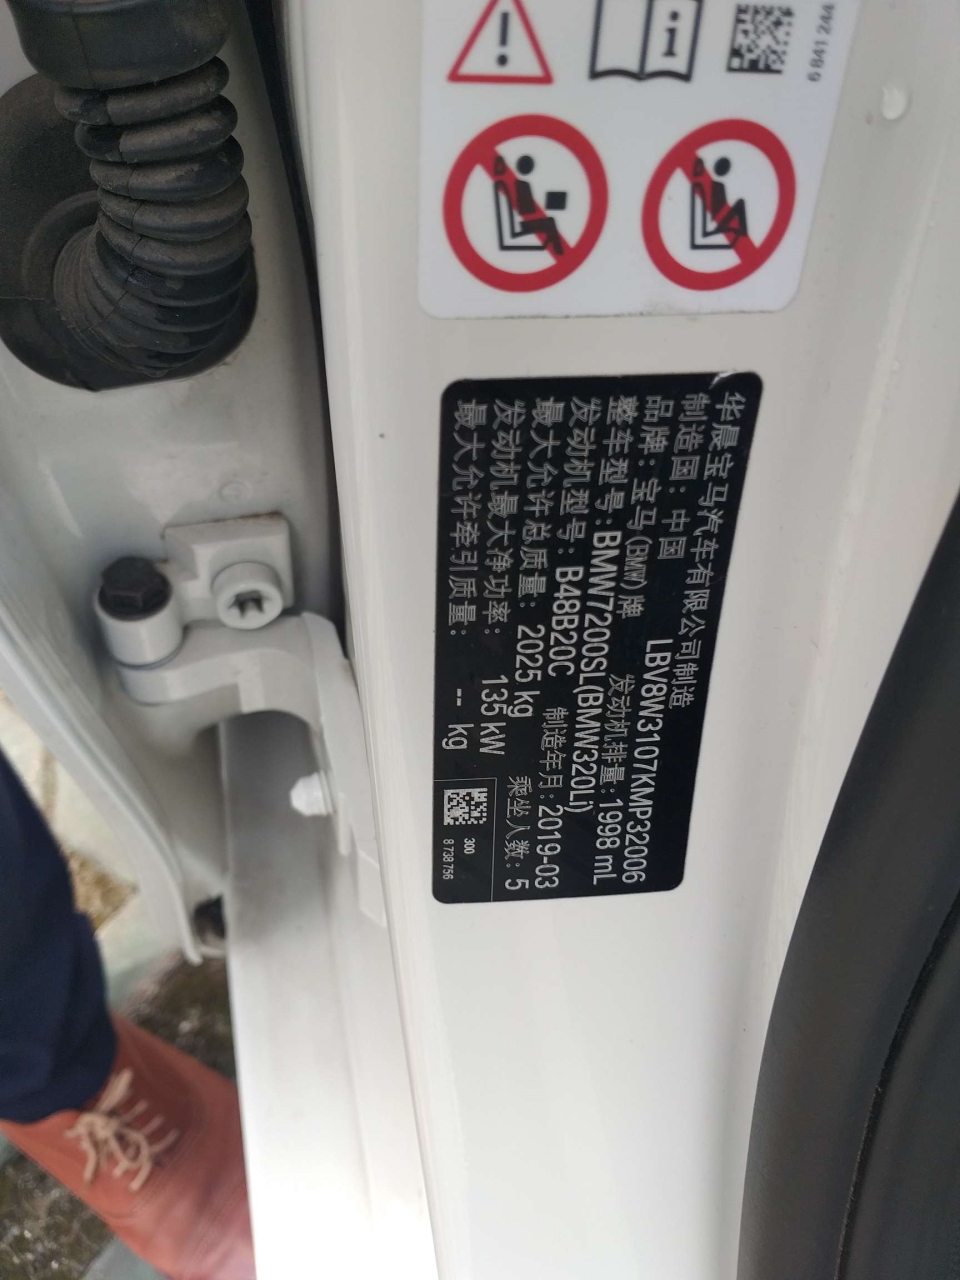 6 841 244
华晨宝马汽车有限公司制造
制造国：中国 LBV8W3107KMP32006
品牌：宝马(BMW)牌 发动机排量：1998 mL
整车型号：BMW7200SL(BMW320Li)
发动机型号：B48B20C 制造年月：2019-03
最大允许总质量：2025 kg 乘坐人数：5
发动机最大净功率：135 kW
最大允许牵引质量：-- kg
300
8 738 756